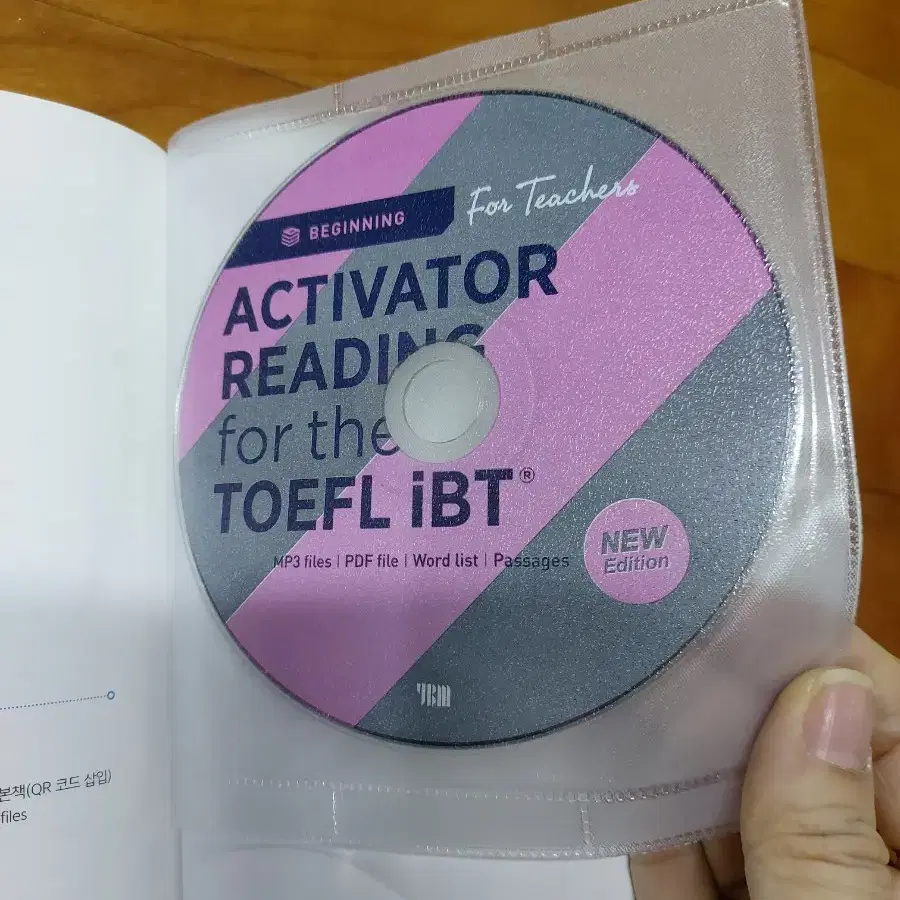 For Teachers
BEGINNING
ACTIVATOR
READING
for the
TOEFL iBT®
MP3 files | PDF file | Word list | Passages
NEW
Edition
YBM
본책(QR 코드 삽입)
files